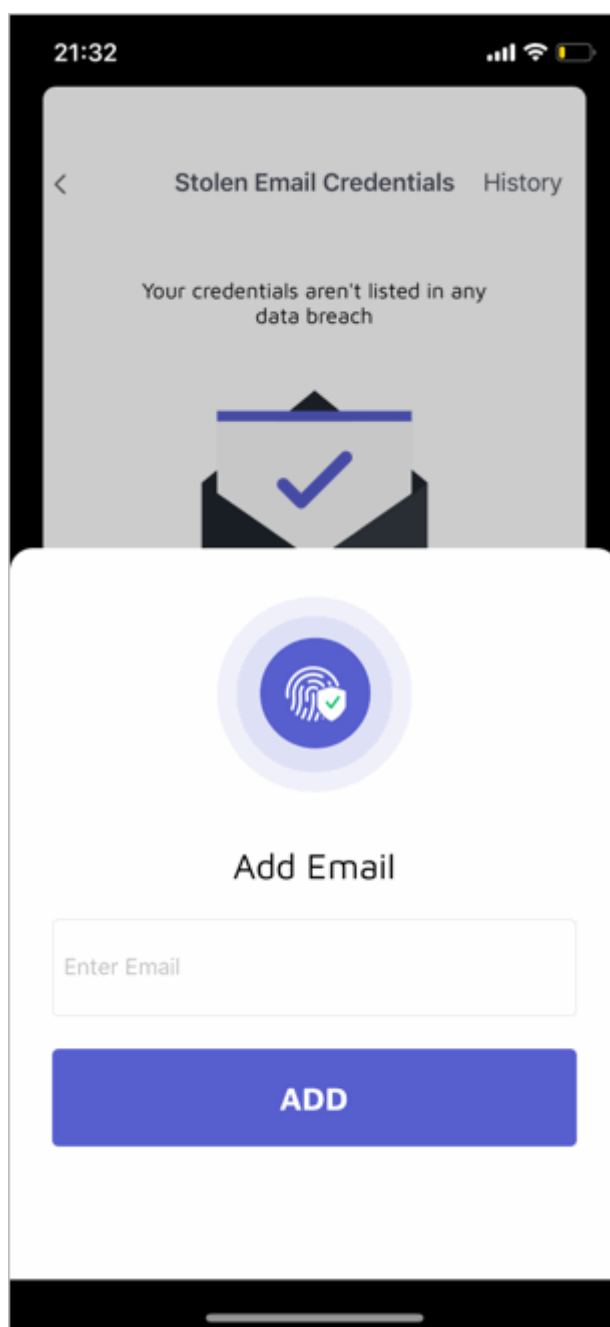 21:32
< Stolen Email Credentials History
Your credentials aren't listed in any
data breach
Add Email
Enter Email
ADD